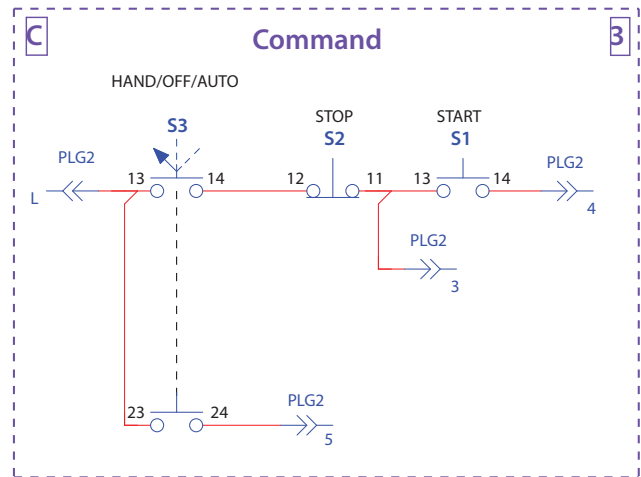 C
Command
3
HAND/OFF/AUTO
S3
STOP
S2
START
S1
PLG2
13
14
12
11
13
14
PLG2
L
4
PLG2
3
23
24
PLG2
5